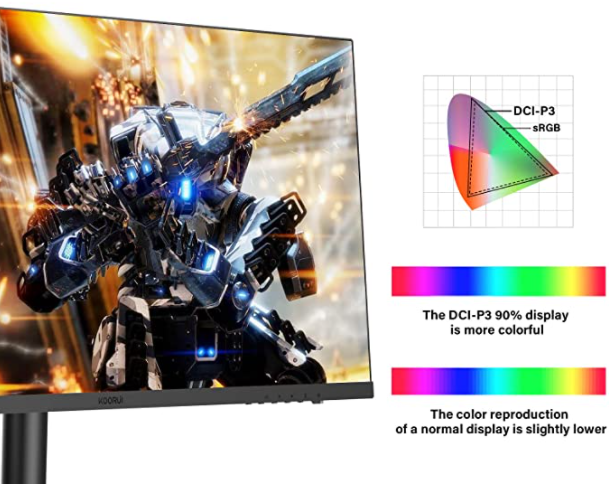 DCI-P3
sRGB
The DCI-P3 90% display
is more colorful
The color reproduction
of a normal display is slightly lower
KOORUI